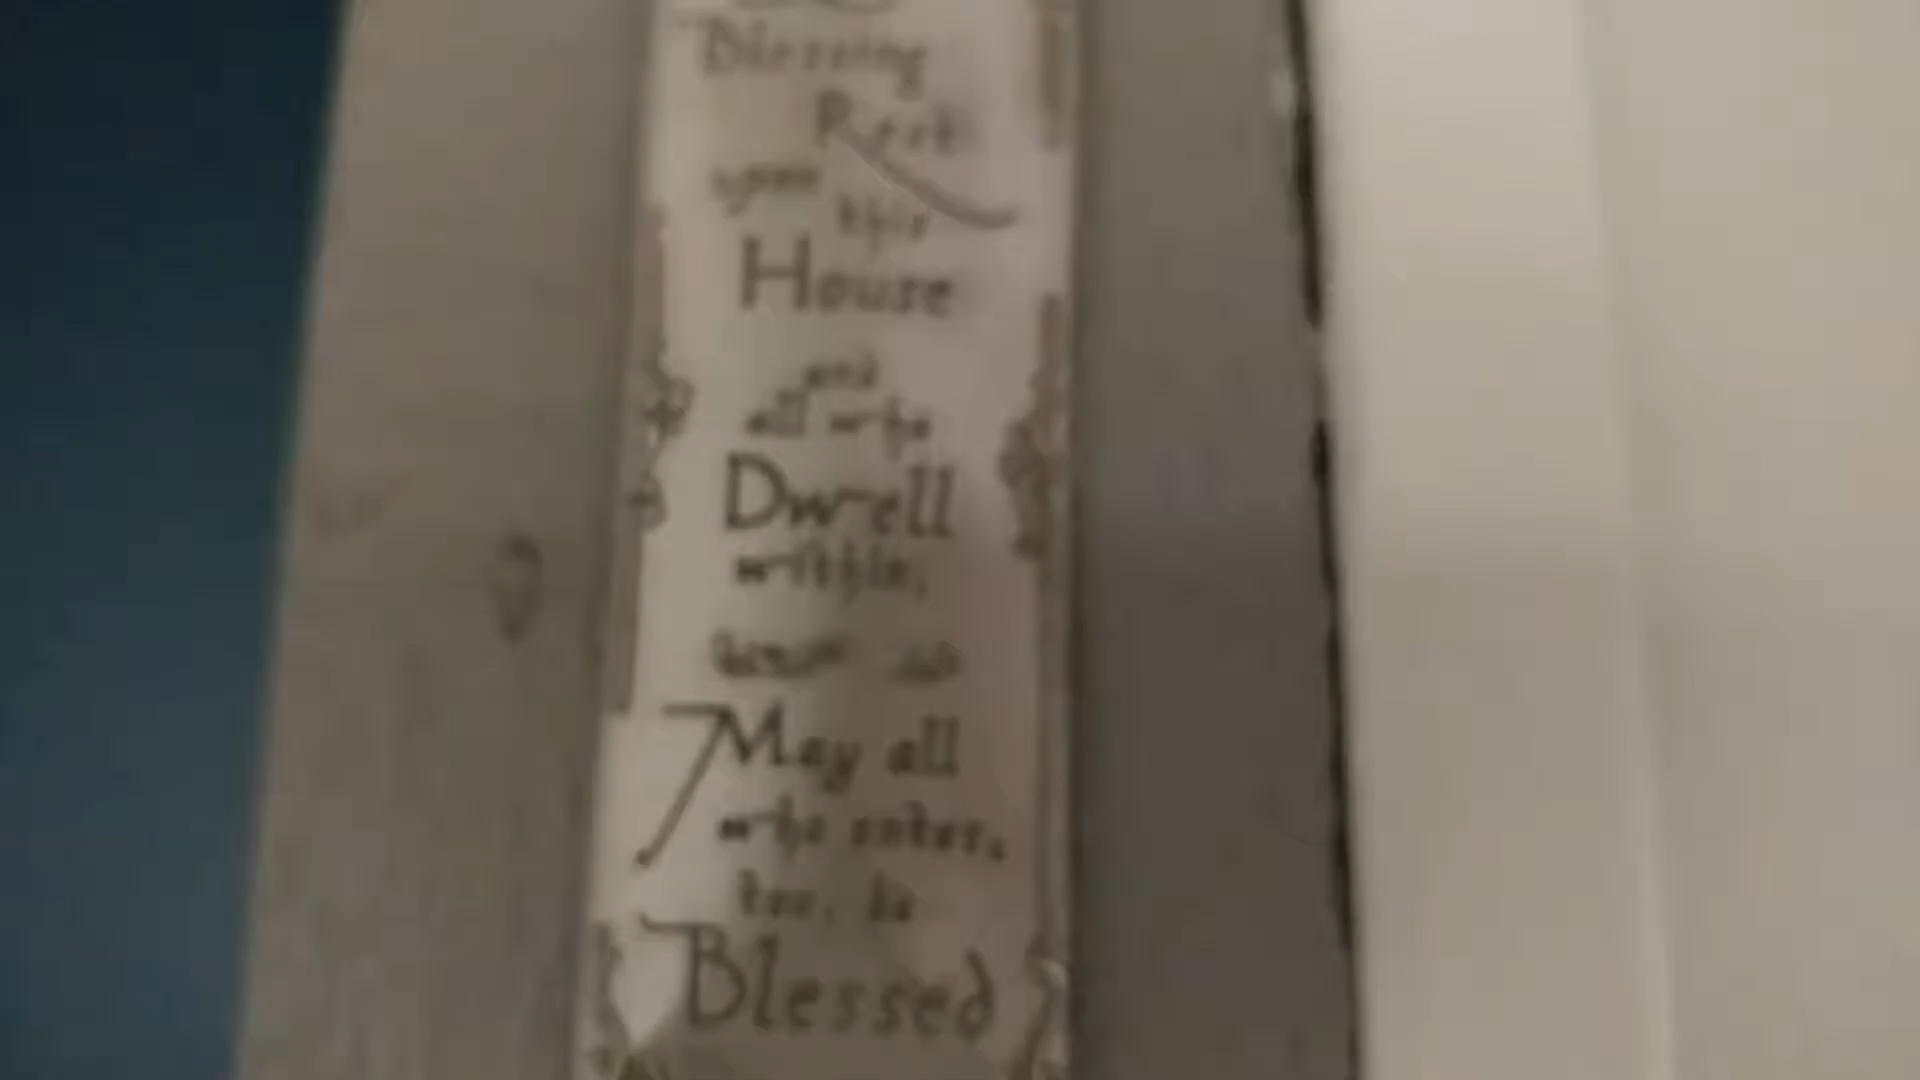 Blessing
Rest
upon
this
House
and
all who
Dwell
within,
May all
who enter,
too, be
Blessed